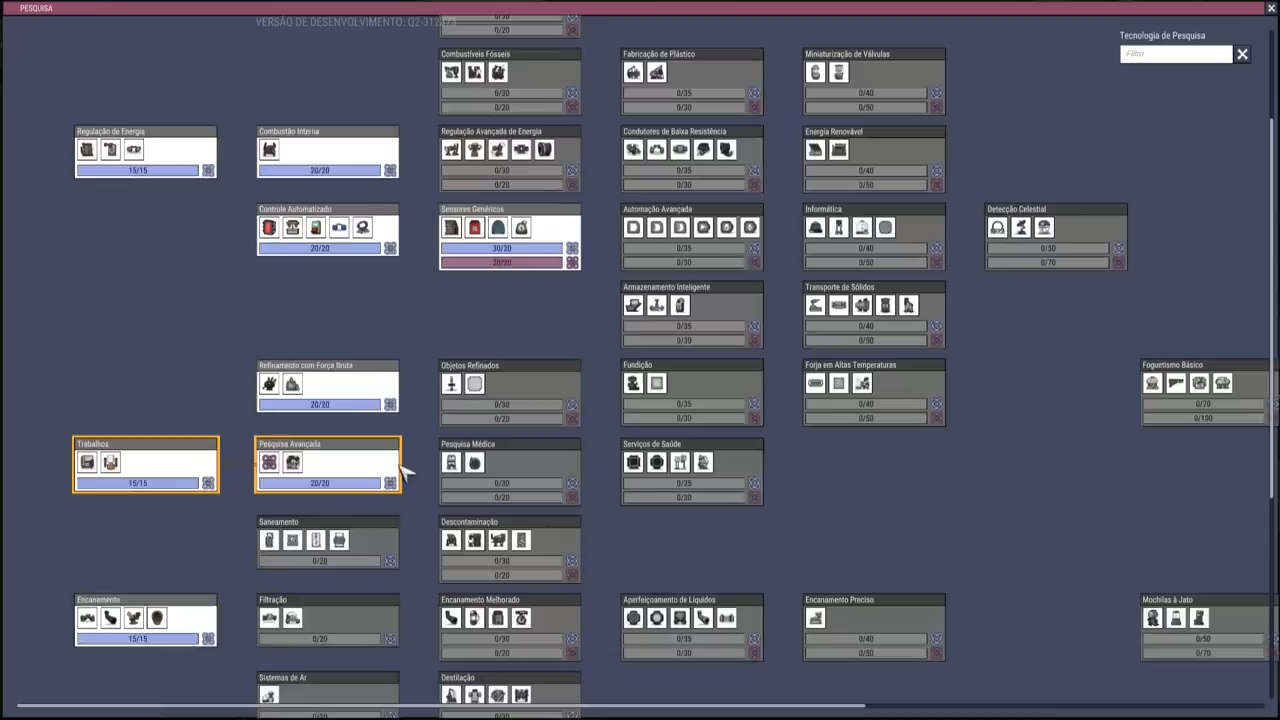 PESQUISA
VERSÃO DE DESENVOLVIMENTO: Q2-312713
0/30
0/20
Tecnologia de Pesquisa
Filtro
Combustíveis Fósseis
0/30
0/20
Fabricação de Plástico
0/35
0/30
Miniaturização de Válvulas
0/40
0/50
Regulação de Energia
15/15
Combustão Interna
20/20
Regulação Avançada de Energia
0/30
0/20
Condutores de Baixa Resistência
0/35
0/30
Energia Renovável
0/40
0/50
Controle Automatizado
20/20
Sensores Genéricos
30/30
20/20
Automação Avançada
0/35
0/30
Informática
0/40
0/50
Detecção Celestial
0/50
0/70
Armazenamento Inteligente
0/35
0/30
Transporte de Sólidos
0/40
0/50
Refinamento com Força Bruta
20/20
Objetos Refinados
0/30
0/20
Fundição
0/35
0/30
Forja em Altas Temperaturas
0/40
0/50
Foguetismo Básico
0/70
0/100
Trabalhos
15/15
Pesquisa Avançada
20/20
Pesquisa Médica
0/30
0/20
Serviços de Saúde
0/35
0/30
Saneamento
0/20
Descontaminação
0/30
0/20
Encanamento
15/15
Filtração
0/20
Encanamento Melhorado
0/30
0/20
Aperfeiçoamento de Líquidos
0/35
0/30
Encanamento Preciso
0/40
0/50
Mochilas à Jato
0/50
0/70
Sistemas de Ar
Destilação